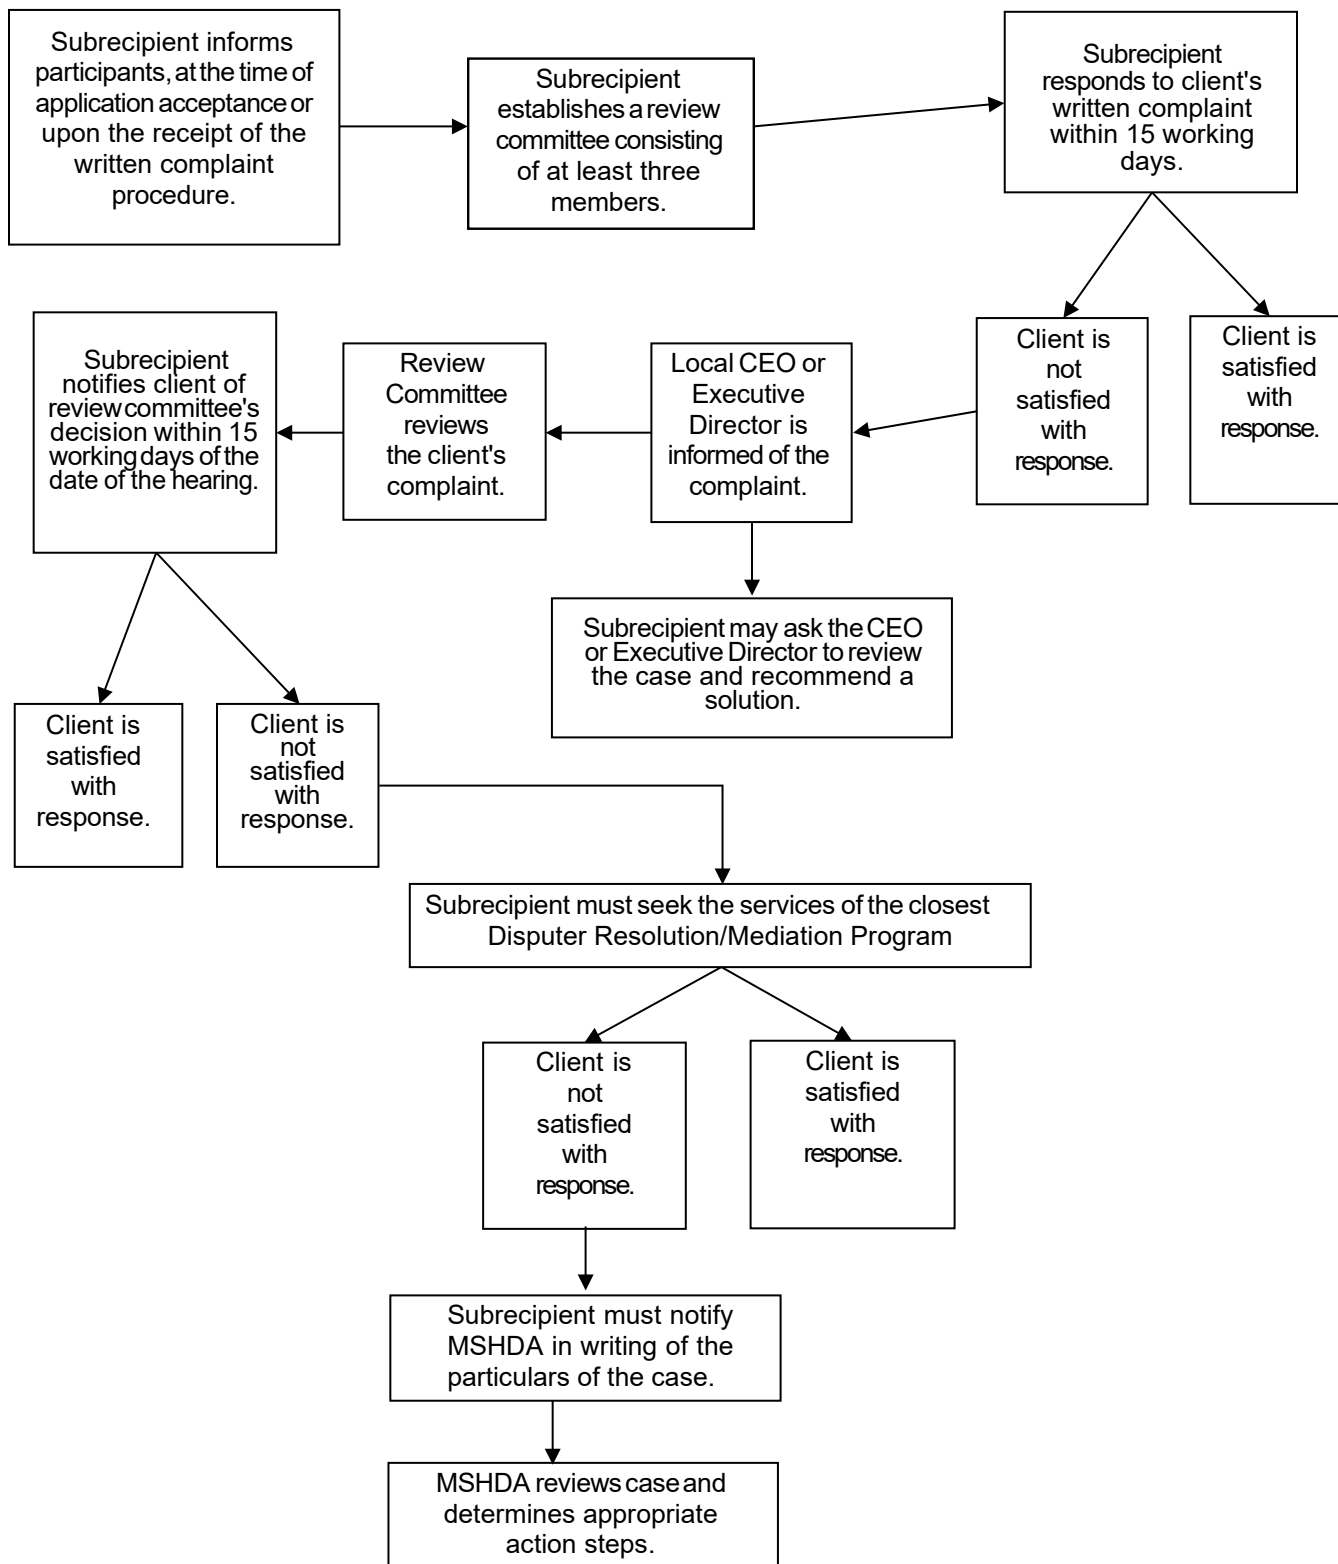 Subrecipient informs
participants, at the time of
application acceptance or
upon the receipt of the
written complaint
procedure.
Subrecipient
establishes a review
committee consisting
of at least three
members.
Subrecipient
responds to client's
written complaint
within 15 working
days.
Subrecipient
notifies client of
review committee's
decision within 15
working days of the
date of the hearing.
Review
Committee
reviews
the client's
complaint.
Local CEO or
Executive
Director is
informed of the
complaint.
Client is
not
satisfied
with
response.
Client is
satisfied
with
response.
Subrecipient may ask the CEO
or Executive Director to review
the case and recommend a
solution.
Client is
satisfied
with
response.
Client is
not
satisfied
with
response.
Subrecipient must seek the services of the closest
Disputer Resolution/Mediation Program
Client is
not
satisfied
with
response.
Client is
satisfied
with
response.
Subrecipient must notify
MSHDA in writing of the
particulars of the case.
MSHDA reviews case and
determines appropriate
action steps.